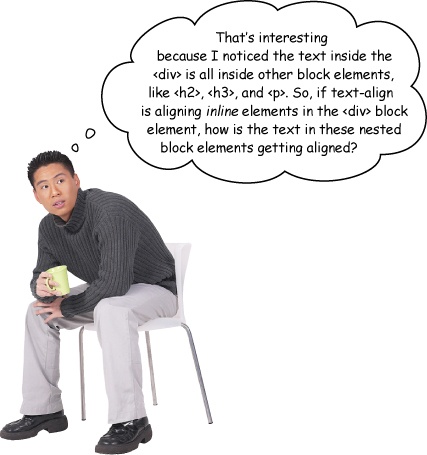 That's interesting
because I noticed the text inside the
<div> is all inside other block elements,
like <h2>, <h3>, and <p>. So, if text-align
is aligning inline elements in the <div> block
element, how is the text in these nested
block elements getting aligned?